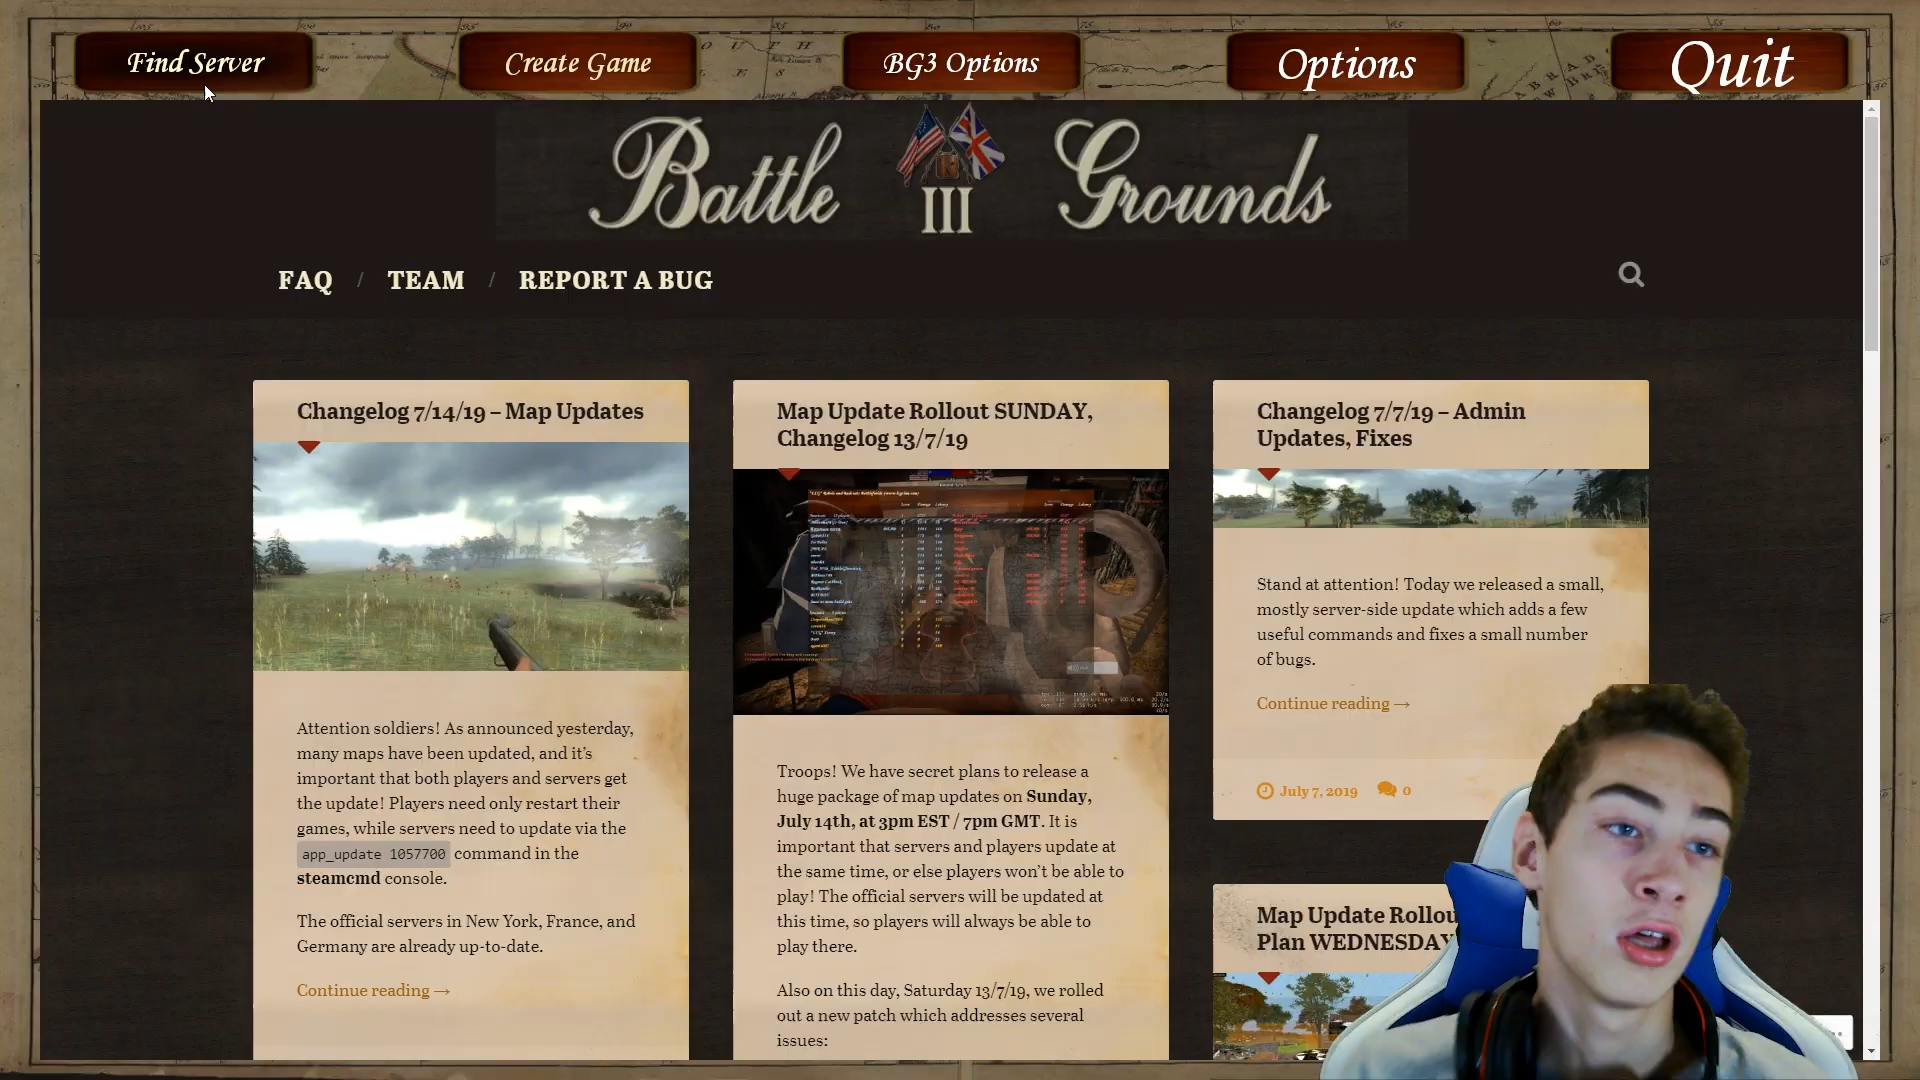 Find Server
Create Game
BG3 Options
Options
Quit
Battle III Grounds
FAQ / TEAM / REPORT A BUG
Changelog 7/14/19 – Map Updates
Attention soldiers! As announced yesterday,
many maps have been updated, and it's
important that both players and servers get
the update! Players need only restart their
games, while servers need to update via the
app_update 1057700 command in the
steamcmd console.
The official servers in New York, France, and
Germany are already up-to-date.
Continue reading →
Map Update Rollout SUNDAY,
Changelog 13/7/19
Troops! We have secret plans to release a
huge package of map updates on Sunday,
July 14th, at 3pm EST / 7pm GMT. It is
important that servers and players update at
the same time, or else players won't be able to
play! The official servers will be updated at
this time, so players will always be able to
play there.
Also on this day, Saturday 13/7/19, we rolled
out a new patch which addresses several
issues:
Changelog 7/7/19 – Admin
Updates, Fixes
Stand at attention! Today we released a small,
mostly server-side update which adds a few
useful commands and fixes a small number
of bugs.
Continue reading →
July 7, 2019 0
Map Update
Plan WEDNESDAY